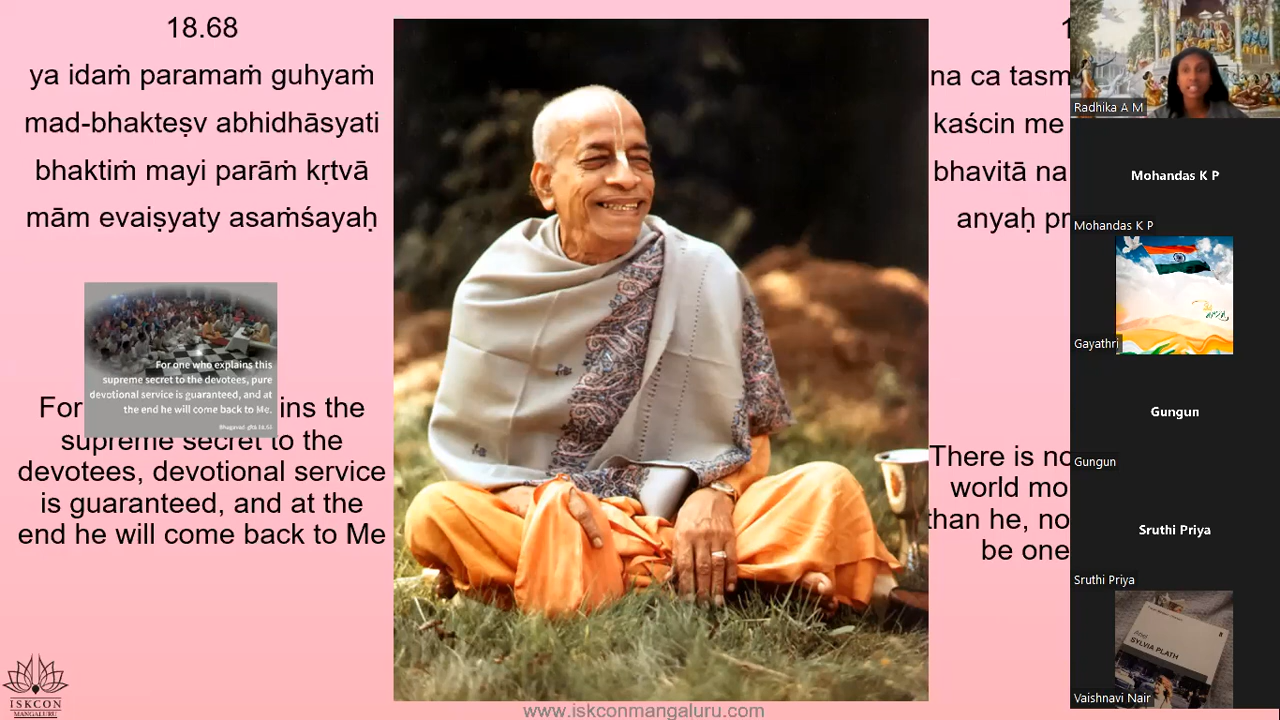 18.68
ya idaṁ paramaṁ guhyaṁ
mad-bhakteṣv abhidhāsyati
bhaktiṁ mayi parāṁ kṛtvā
mām evaiṣyaty asaṁśayaḥ
For one who explains this
supreme secret to the devotees, pure
devotional service is guaranteed, and at
the end he will come back to Me.
For ins the
supreme secret to the
devotees, devotional service
is guaranteed, and at the
end he will come back to Me
ISKCON
MANGALURU
www.iskconmangaluru.com
1
na ca tasm
kaścin me
bhavitā na
anyaḥ pr
There is no
world mo
than he, no
be one
Radhika A M
Mohandas K P
Mohandas K P
Gayathri
Gungun
Gungun
Sruthi Priya
Sruthi Priya
Ariel
SYLVIA PLATH
Vaishnavi Nair